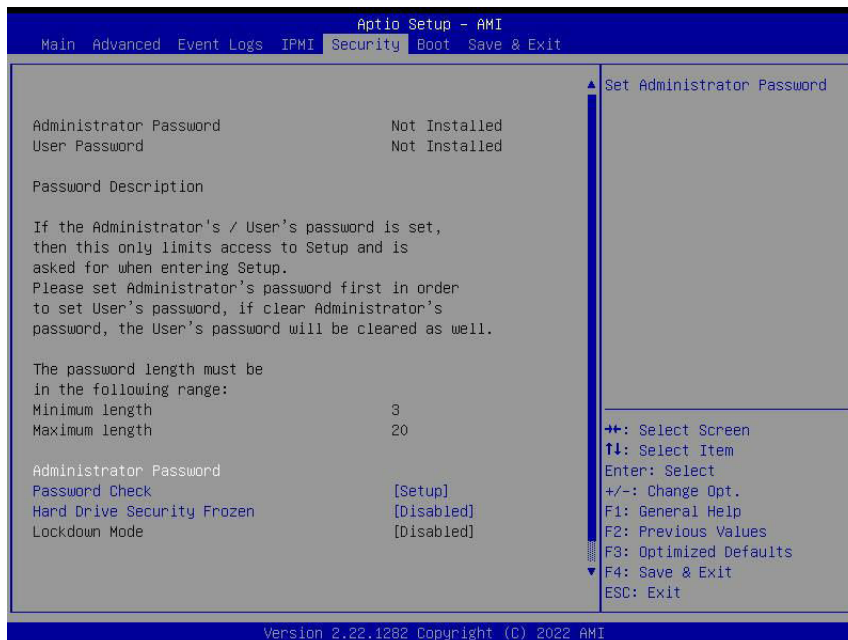 Aptio Setup – AMI
Main Advanced Event Logs IPMI Security Boot Save & Exit
Administrator Password Not Installed
User Password Not Installed
Password Description
If the Administrator's / User's password is set,
then this only limits access to Setup and is
asked for when entering Setup.
Please set Administrator's password first in order
to set User's password, if clear Administrator's
password, the User's password will be cleared as well.
The password length must be
in the following range:
Minimum length 3
Maximum length 20
Administrator Password
Password Check [Setup]
Hard Drive Security Frozen [Disabled]
Lockdown Mode [Disabled]
Set Administrator Password
→←: Select Screen
↑↓: Select Item
Enter: Select
+/-: Change Opt.
F1: General Help
F2: Previous Values
F3: Optimized Defaults
F4: Save & Exit
ESC: Exit
Version 2.22.1282 Copyright (C) 2022 AMI